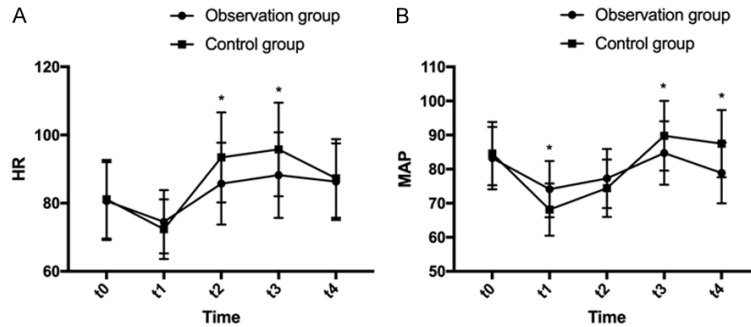 A
Observation group
Control group
120
100
80
60
HR
*
*
t0 t1 t2 t3 t4
Time
B
Observation group
Control group
110
100
90
80
70
60
50
MAP
*
*
*
t0 t1 t2 t3 t4
Time